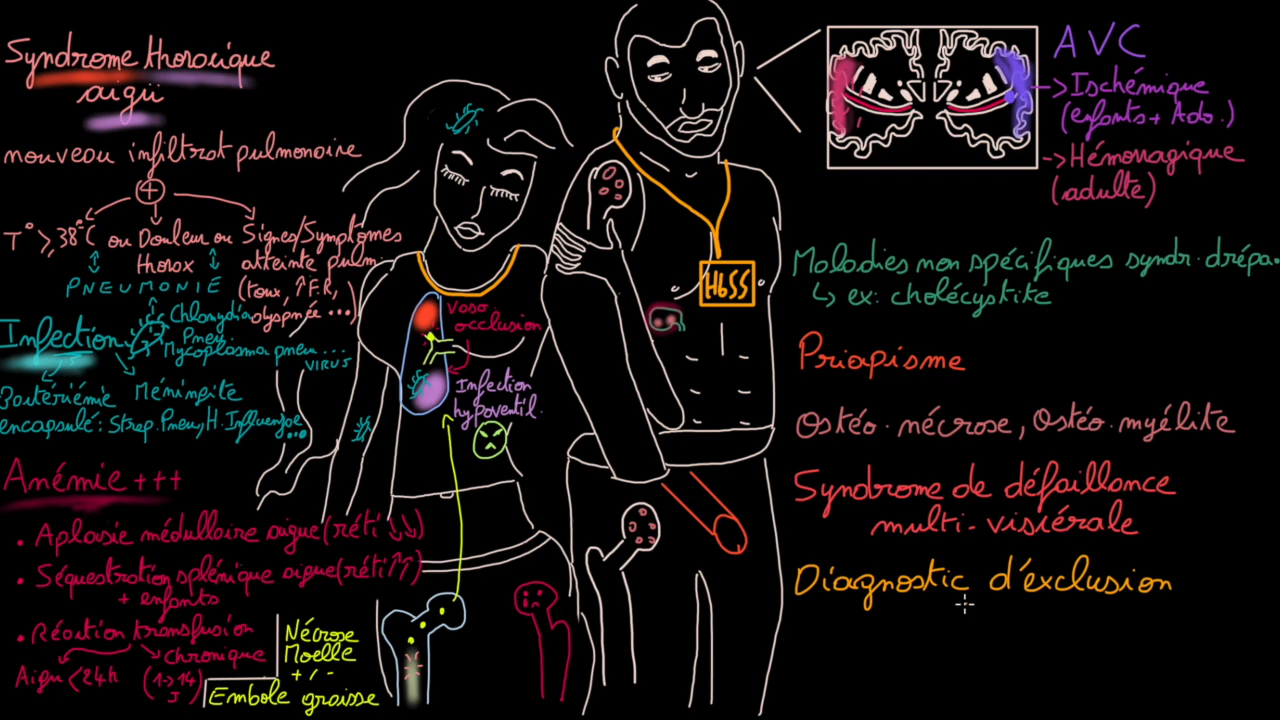 Syndrome thoracique
aigü
nouveau infiltrat pulmonaire
+
T° ≥ 38°C ou Douleur ou Signes/Symptômes
thorax atteinte pulm.
PNEUMONIE (toux, ↑F.R,
dyspnée ...)
Infection
Chlamydia
Pneu.
Mycoplasma pneu...
VIRUS
Bactériémie Méningite
encapsulé: Strep.Pneu, H.Influenzae
...
Anémie +++
• Aplasie médullaire aigue (réti ↓↓)
• Séquestration splénique aigue (réti ↑↑)
+ enfants
• Réaction transfusion
chronique
Aigu <24h (1→14)
J
Nécrose
Moelle
+/-
Embole graisse
Vaso
occlusion
Infection
hypoventil.
HbSS
AVC
-> Ischémique
(enfants + Ado.)
-> Hémorragique
(adulte)
Maladies non spécifiques syndr. drépa.
↳ ex: cholécystite
Priapisme
Ostéo.nécrose, Ostéo.myélite
Syndrome de défaillance
multi-viscérale
Diagnostic d'exclusion